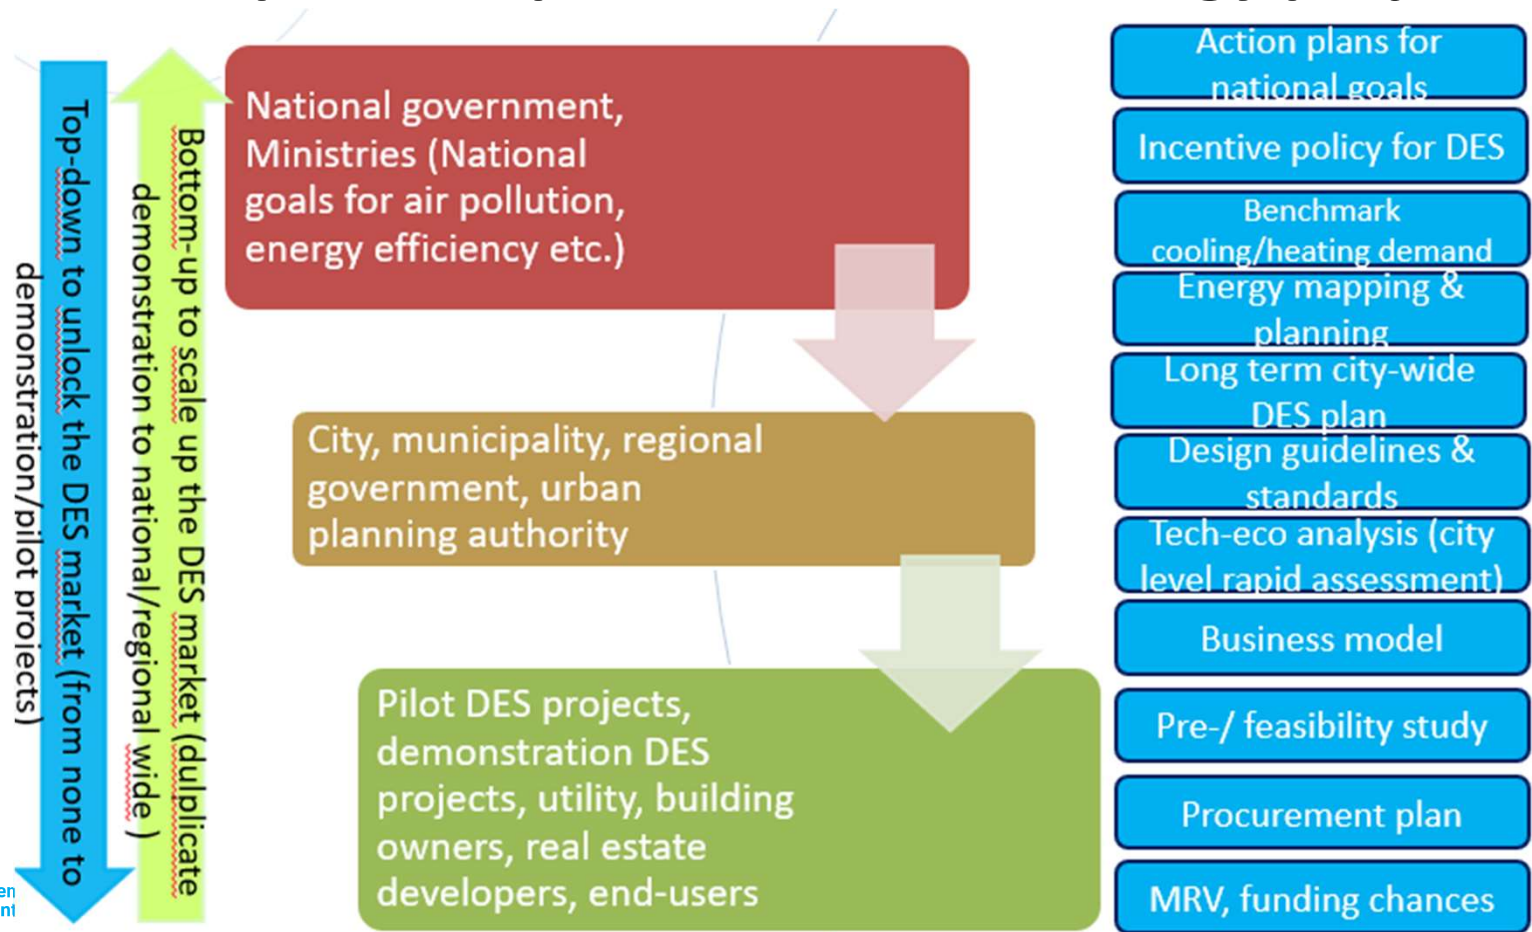 Top-down to unlock the DES market (from none to
demonstration/pilot projects)
Bottom-up to scale up the DES market (dulplicate
demonstration to national/regional wide )
National government,
Ministries (National
goals for air pollution,
energy efficiency etc.)
City, municipality, regional
government, urban
planning authority
Pilot DES projects,
demonstration DES
projects, utility, building
owners, real estate
developers, end-users
Action plans for
national goals
Incentive policy for DES
Benchmark
cooling/heating demand
Energy mapping &
planning
Long term city-wide
DES plan
Design guidelines &
standards
Tech-eco analysis (city
level rapid assessment)
Business model
Pre-/ feasibility study
Procurement plan
MRV, funding chances